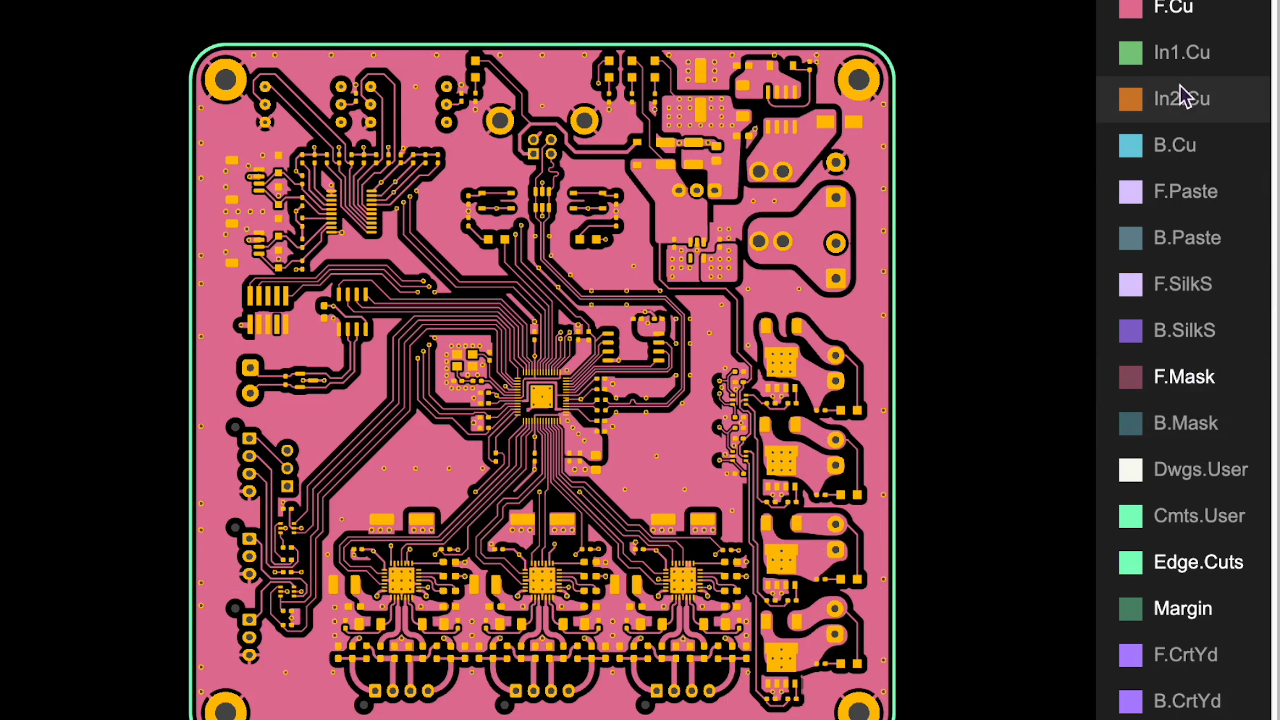 F.Cu
In1.Cu
In2.Cu
B.Cu
F.Paste
B.Paste
F.SilkS
B.SilkS
F.Mask
B.Mask
Dwgs.User
Cmts.User
Edge.Cuts
Margin
F.CrtYd
B.CrtYd